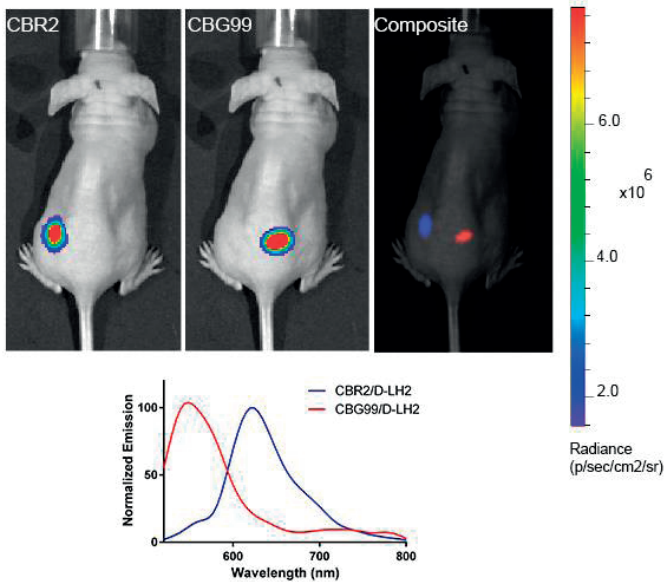 CBR2
CBG99
Composite
6.0
x10
6
4.0
2.0
Radiance
(p/sec/cm2/sr)
CBR2/D-LH2
CBG99/D-LH2
Normalized Emission
100
50
0
600
700
800
Wavelength (nm)